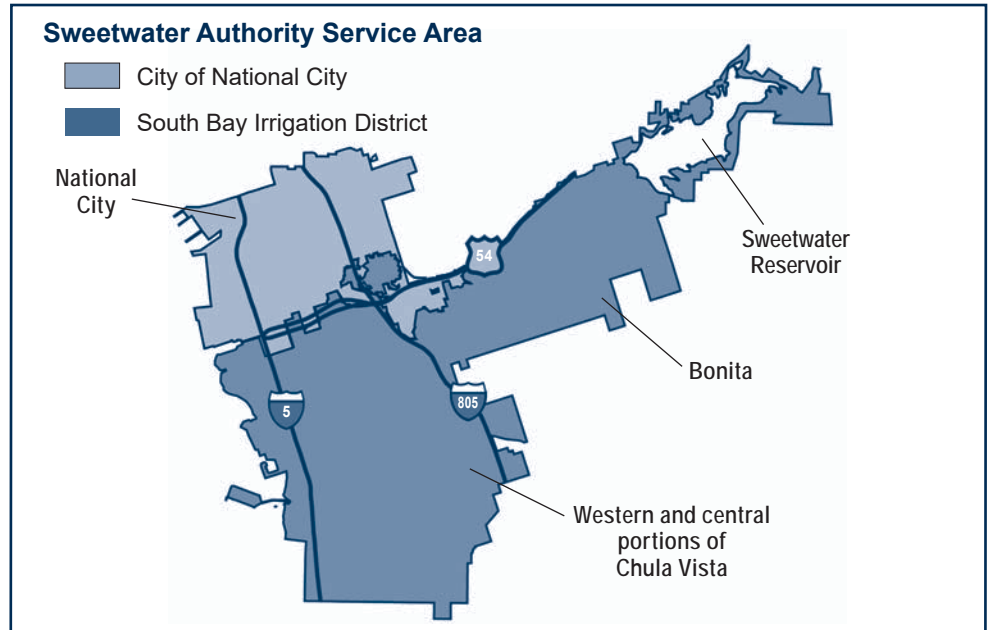 Sweetwater Authority Service Area
City of National City
South Bay Irrigation District
National
City
54
Sweetwater
Reservoir
Bonita
5
805
Western and central
portions of
Chula Vista